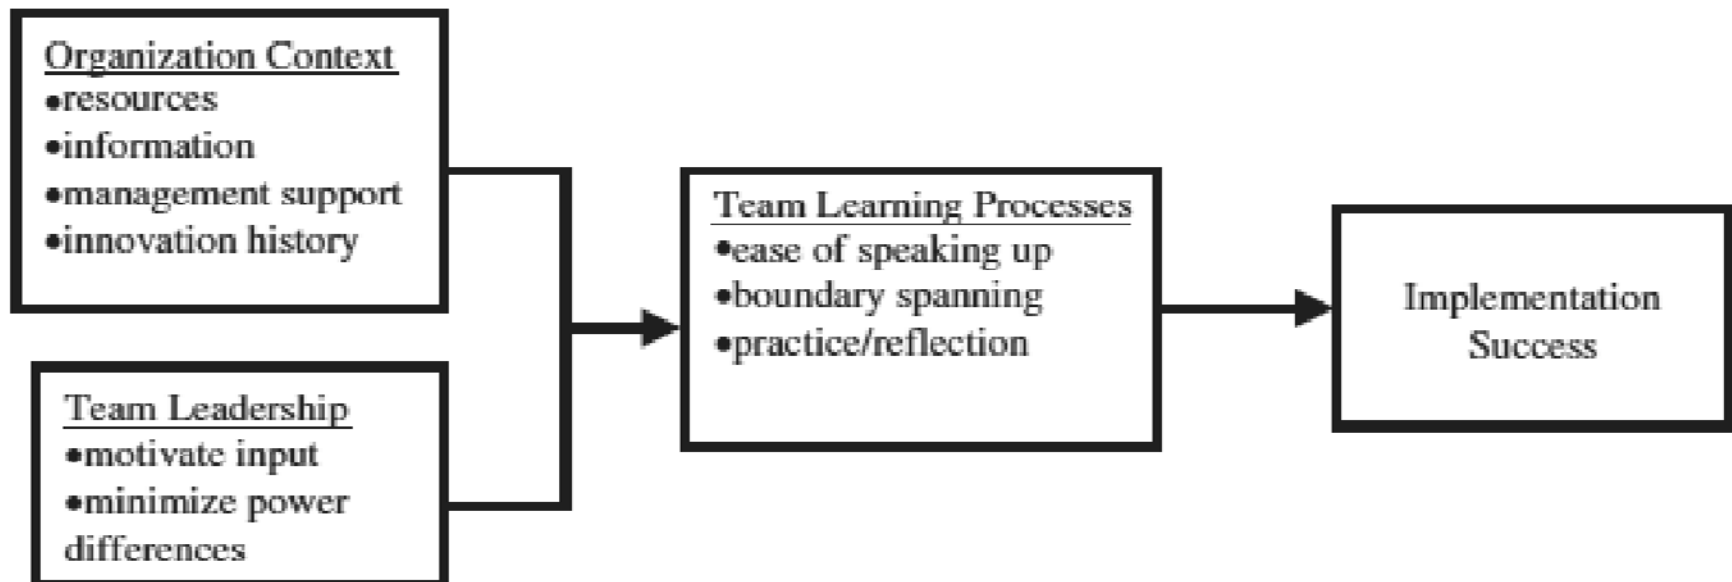 Organization Context
•resources
•information
•management support
•innovation history
Team Leadership
•motivate input
•minimize power
differences
Team Learning Processes
•ease of speaking up
•boundary spanning
•practice/reflection
Implementation
Success